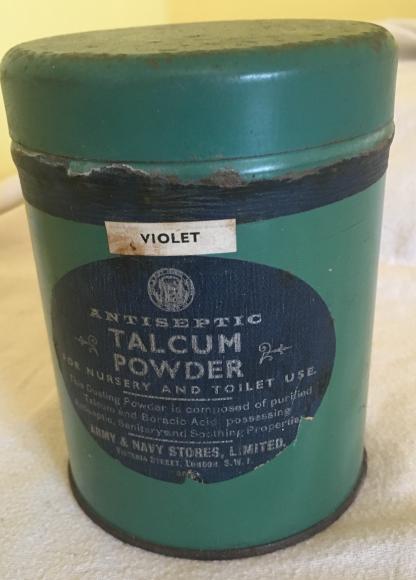 VIOLET
ANTISEPTIC
TALCUM
POWDER
FOR NURSERY AND TOILET USE.
This Dusting Powder is composed of purified
Talcum and Boracic Acid, possessing
Antiseptic, Sanitary and Soothing Properties
ARMY & NAVY STORES, LIMITED.
VICTORIA STREET, LONDON, S.W.1.